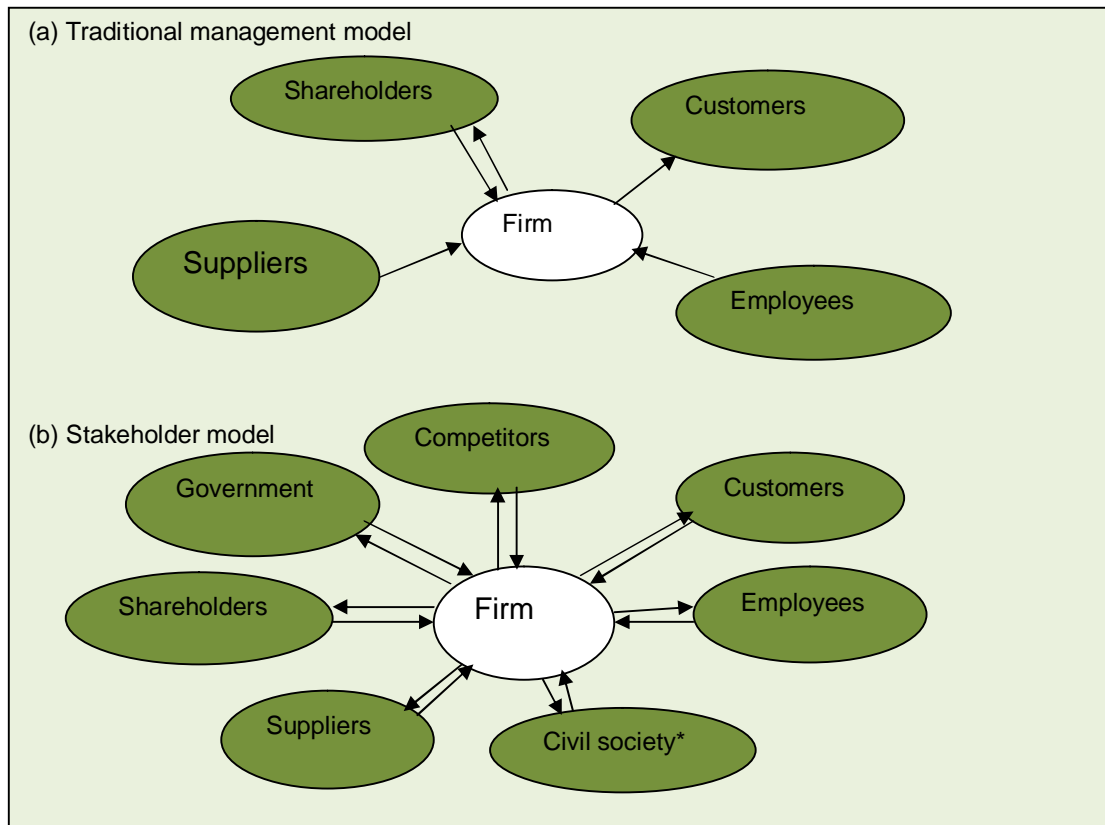 (a) Traditional management model
Shareholders
Customers
Firm
Suppliers
Employees
(b) Stakeholder model
Competitors
Government
Customers
Shareholders
Firm
Employees
Suppliers
Civil society*